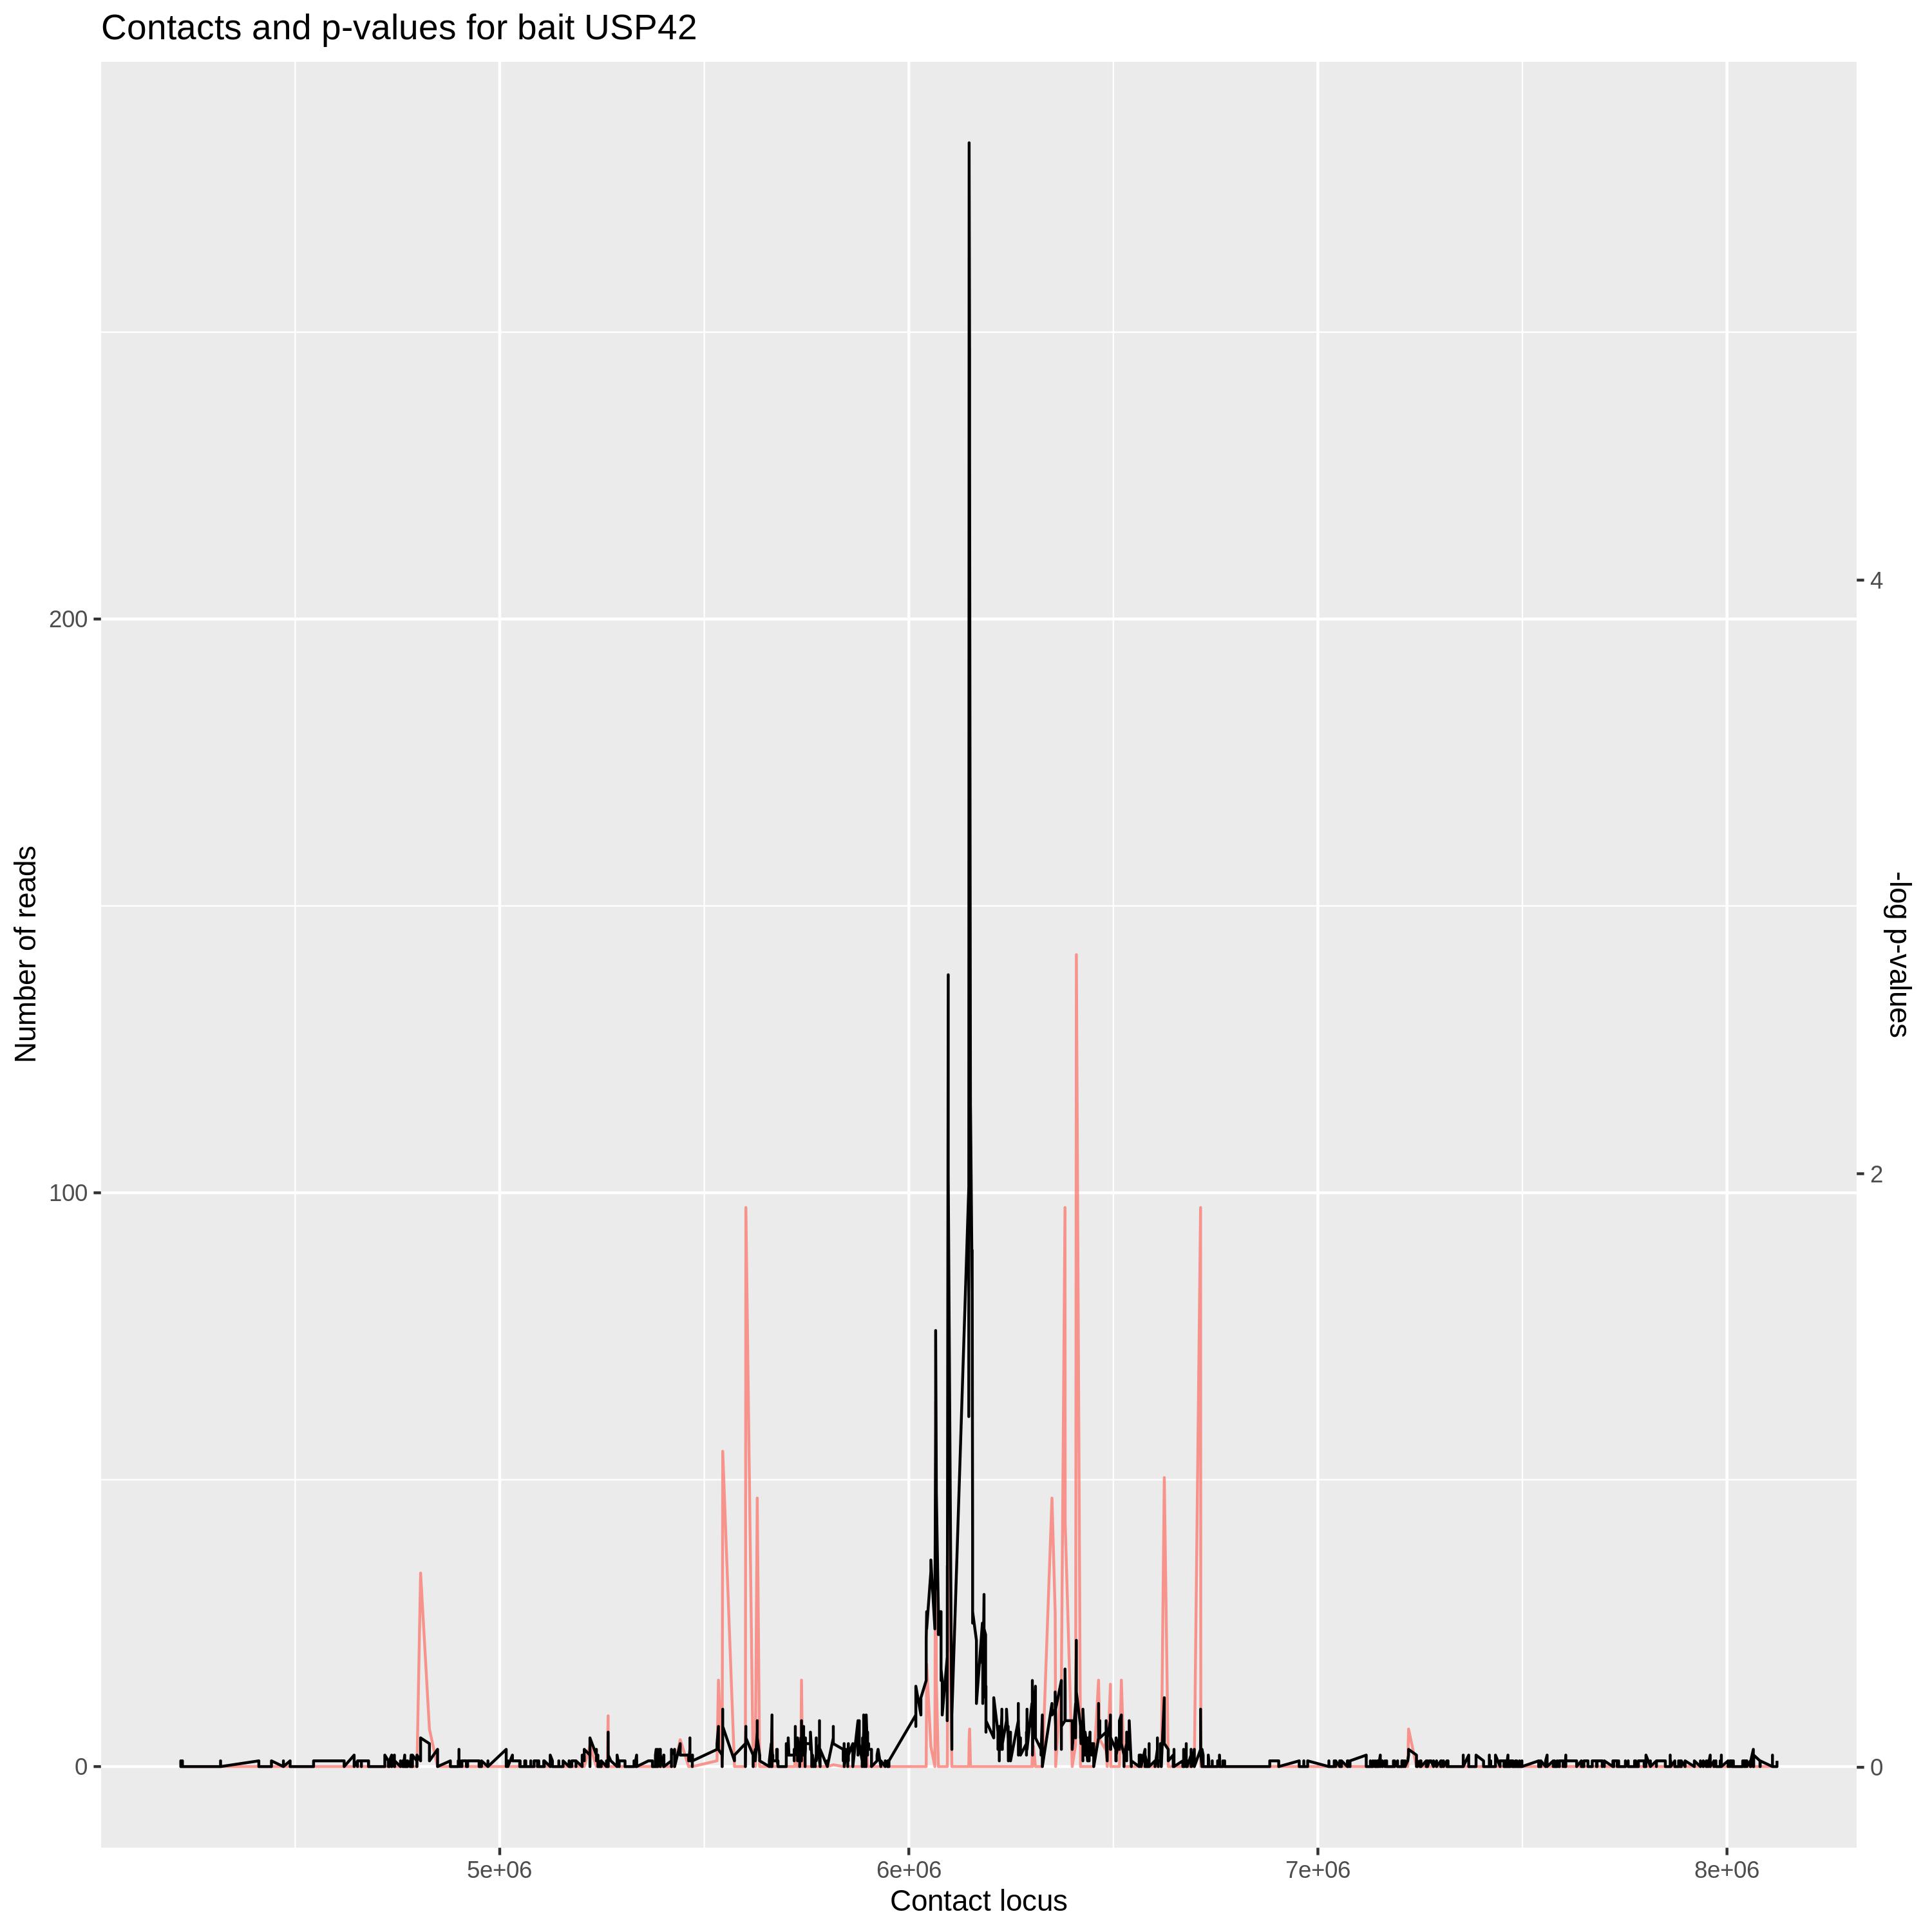 Contacts and p-values for bait USP42
Number of reads
200
100
0
4
2
0
-log p-values
5e+06
6e+06
7e+06
8e+06
Contact locus